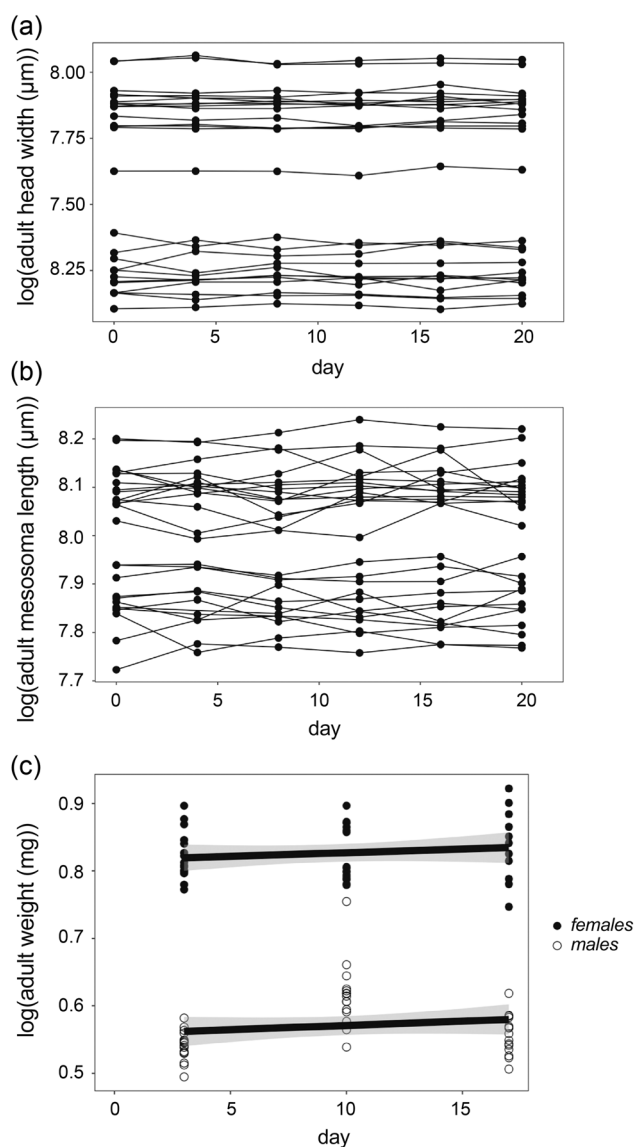 (a)
log(adult head width (µm))
8.00
7.75
7.50
8.25
0 5 10 15 20
day
(b)
log(adult mesosoma length (µm))
8.2
8.1
8.0
7.9
7.8
7.7
0 5 10 15 20
day
(c)
log(adult weight (mg))
0.9
0.8
0.7
0.6
0.5
females
males
0 5 10 15
day